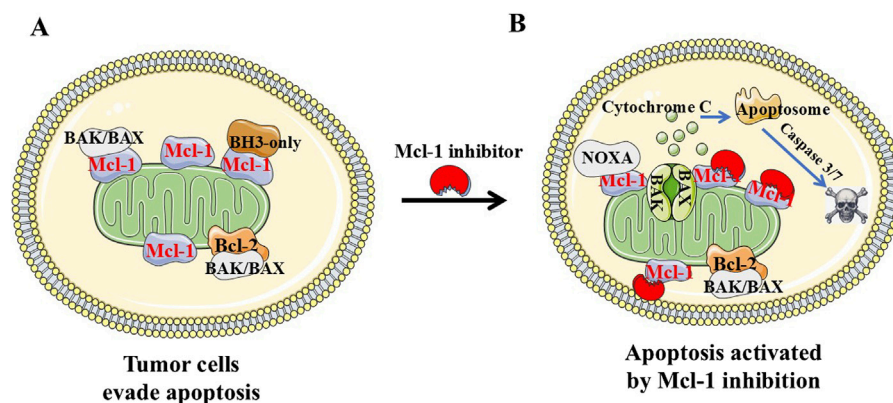 A
BAK/BAX
Mcl-1
Mcl-1
BH3-only
Mcl-1
Mcl-1
Bcl-2
BAK/BAX
Tumor cells
evade apoptosis
Mcl-1 inhibitor
B
Cytochrome C
Apoptosome
Caspase 3/7
NOXA
Mcl-1
BAK
BAX
Mcl-1
Mcl-1
Mcl-1
Bcl-2
BAK/BAX
Apoptosis activated
by Mcl-1 inhibition